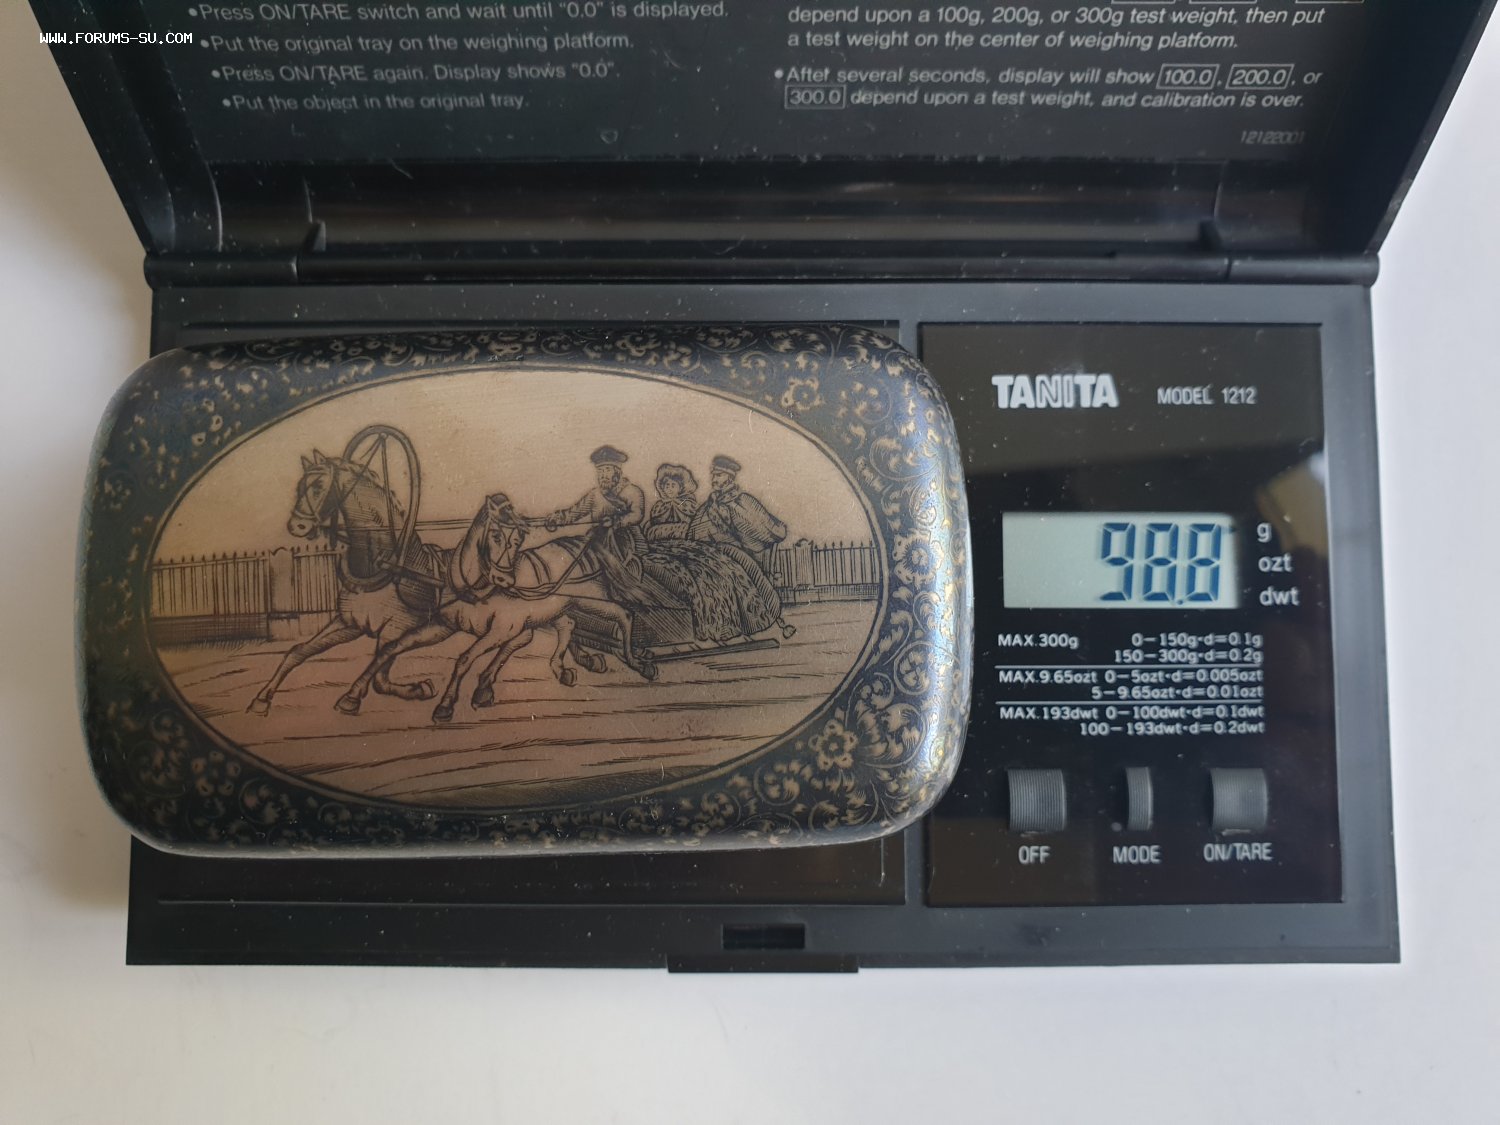 WWW.FORUMS-SU.COM
•Press ON/TARE switch and wait until "0.0" is displayed.
•Put the original tray on the weighing platform.
•Press ON/TARE again. Display shows "0.0".
•Put the object in the original tray.
depend upon a 100g, 200g, or 300g test weight, then put
a test weight on the center of weighing platform.
•After several seconds, display will show 100.0, 200.0, or
300.0 depend upon a test weight, and calibration is over.
12122001
TANITA MODEL 1212
98.8
g
ozt
dwt
MAX.300g 0-150g•d=0.1g
150-300g•d=0.2g
MAX.9.65ozt 0-5ozt•d=0.005ozt
5-9.65ozt•d=0.01ozt
MAX.193dwt 0-100dwt•d=0.1dwt
100-193dwt•d=0.2dwt
OFF MODE ON/TARE